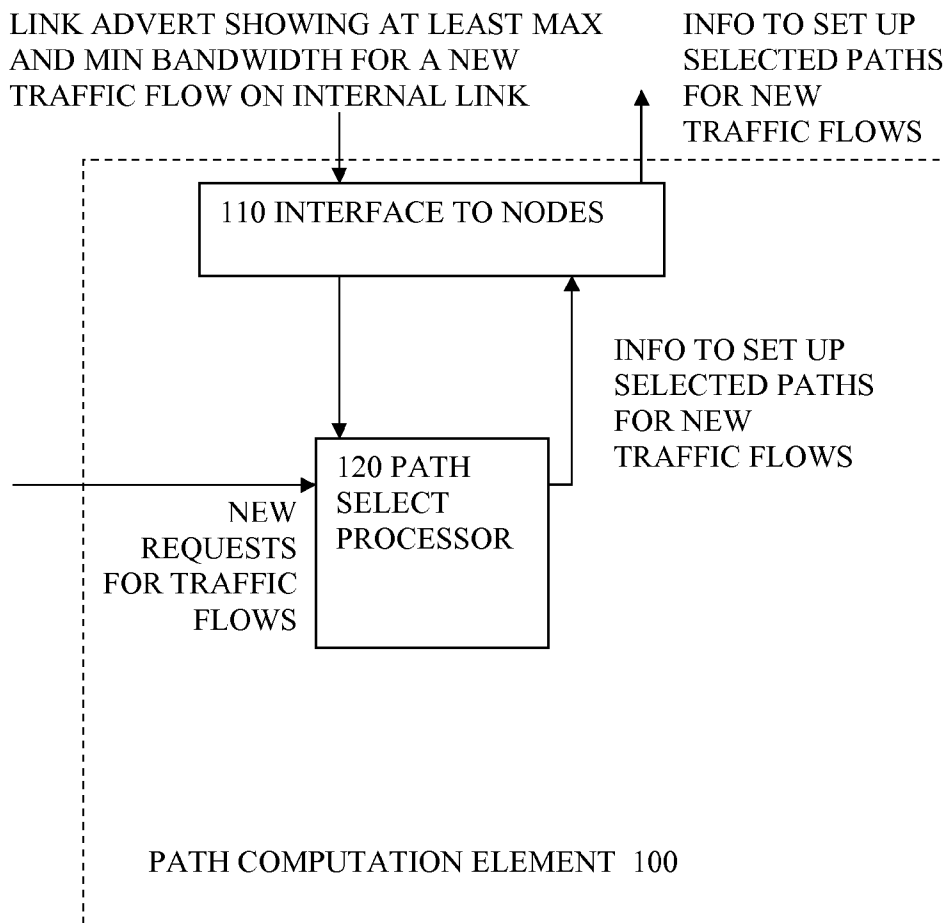 LINK ADVERT SHOWING AT LEAST MAX
AND MIN BANDWIDTH FOR A NEW
TRAFFIC FLOW ON INTERNAL LINK
INFO TO SET UP
SELECTED PATHS
FOR NEW
TRAFFIC FLOWS
110 INTERFACE TO NODES
INFO TO SET UP
SELECTED PATHS
FOR NEW
TRAFFIC FLOWS
120 PATH
SELECT
PROCESSOR
NEW
REQUESTS
FOR TRAFFIC
FLOWS
PATH COMPUTATION ELEMENT 100